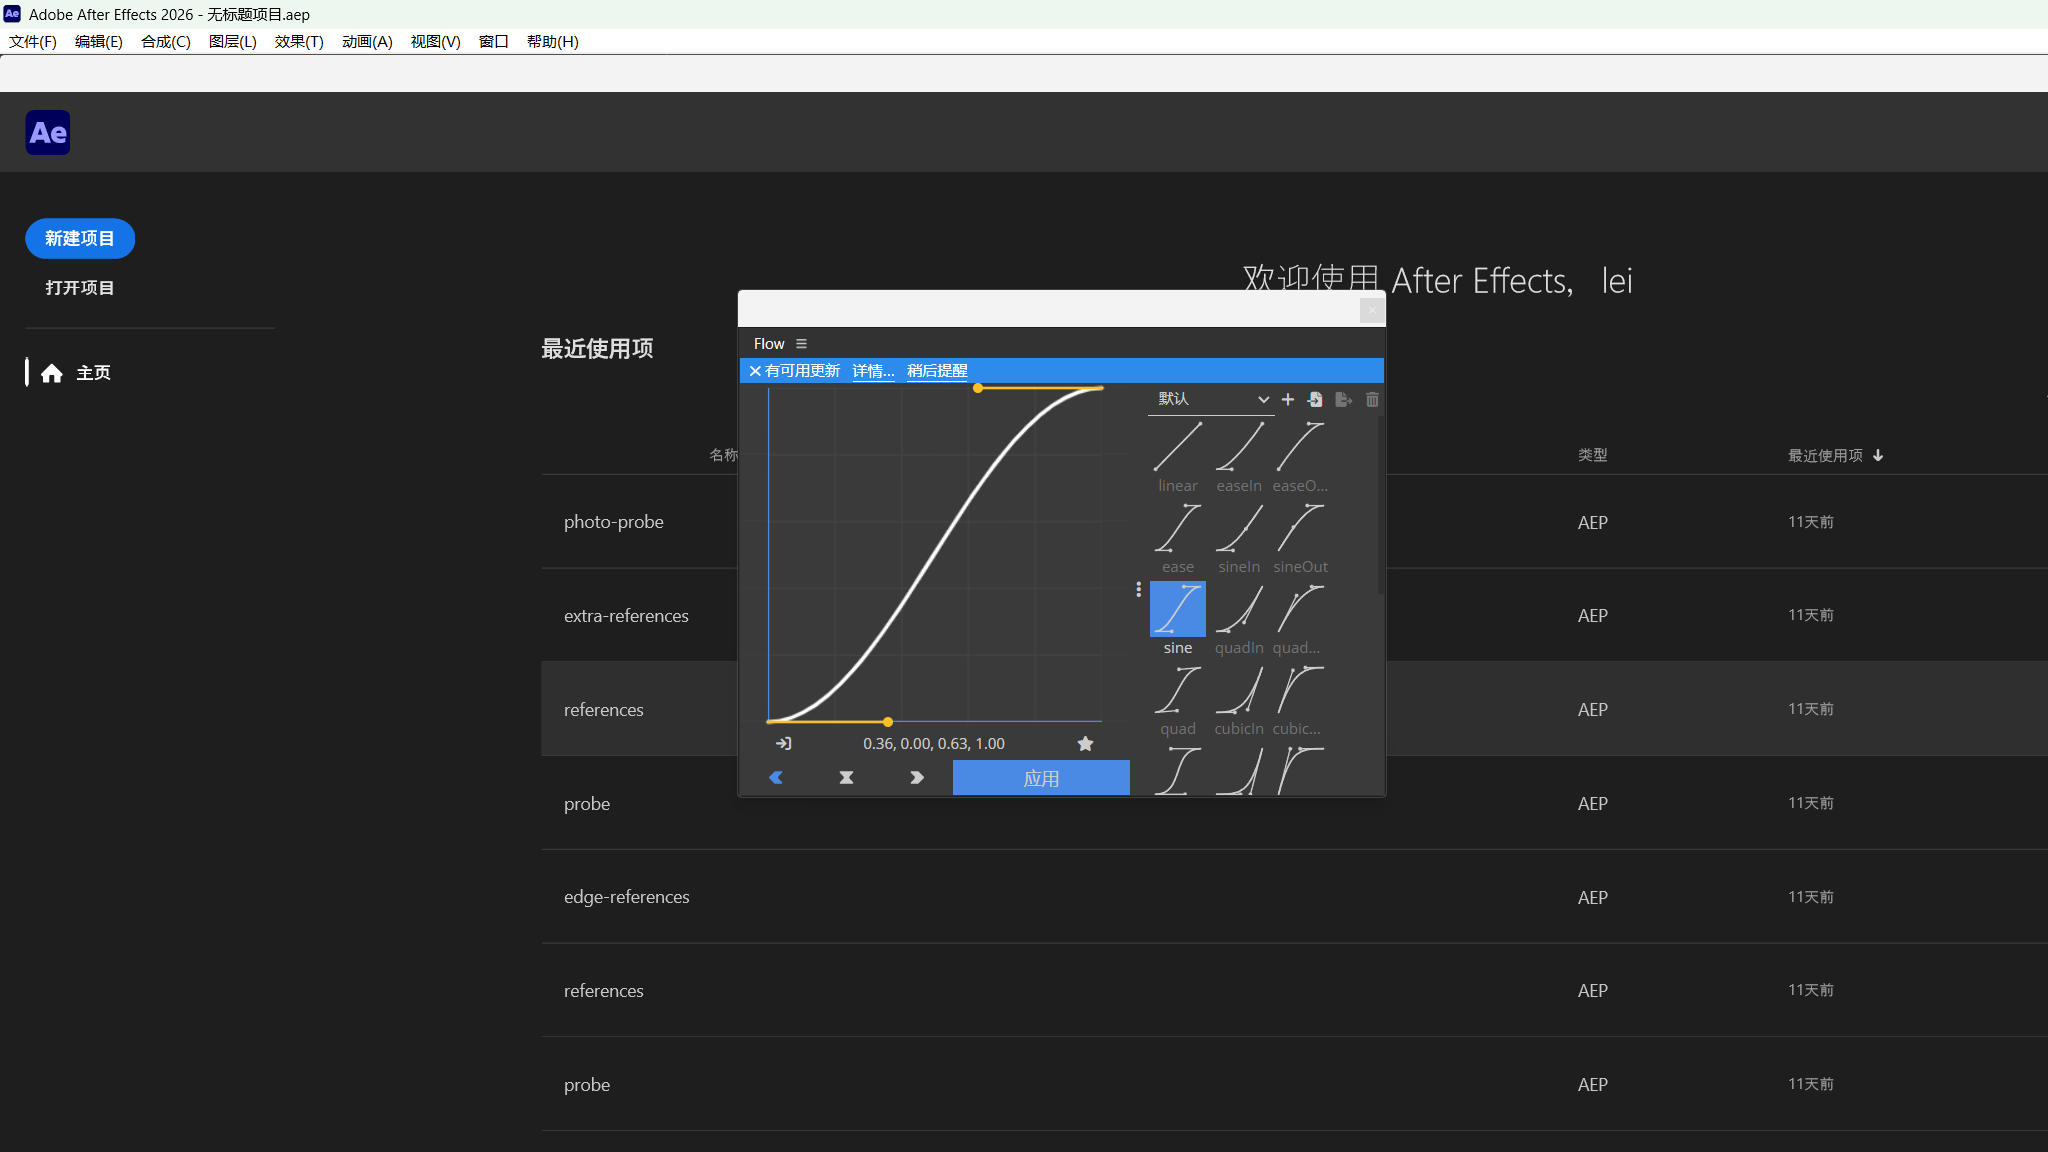 Ae Adobe After Effects 2026 - 无标题项目.aep
文件(F) 编辑(E) 合成(C) 图层(L) 效果(T) 动画(A) 视图(V) 窗口 帮助(H)
Ae
新建项目
打开项目
主页
欢迎使用 After Effects, lei
最近使用项
名称 类型 最近使用项
photo-probe AEP 11天前
extra-references AEP 11天前
references AEP 11天前
probe AEP 11天前
edge-references AEP 11天前
references AEP 11天前
probe AEP 11天前
Flow
有可用更新 详情... 稍后提醒
默认
linear easeIn easeO...
ease sineIn sineOut
sine quadIn quad...
quad cubicIn cubic...
0.36, 0.00, 0.63, 1.00
应用